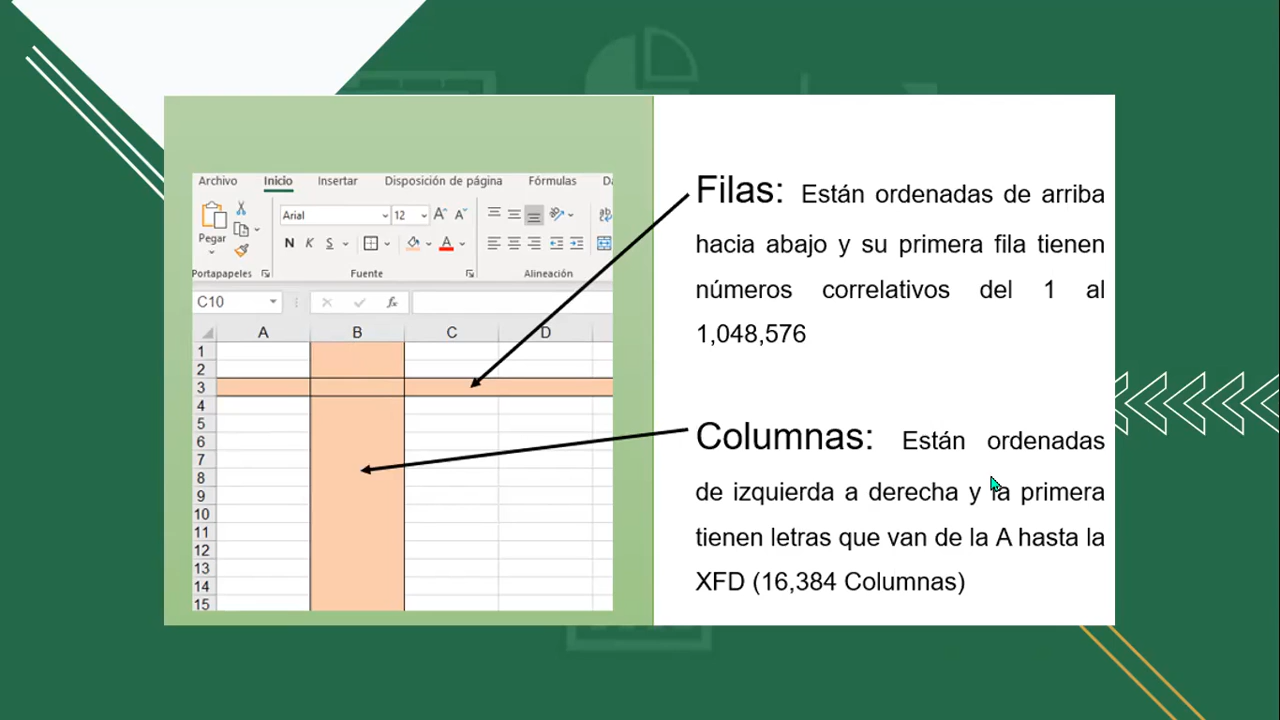 Archivo Inicio Insertar Disposición de página Fórmulas Da
Pegar
Arial 12 A A
N K S A
Portapapeles Fuente Alineación
C10 fx
A B C D
1
2
3
4
5
6
7
8
9
10
11
12
13
14
15
Filas: Están ordenadas de arriba
hacia abajo y su primera fila tienen
números correlativos del 1 al
1,048,576
Columnas: Están ordenadas
de izquierda a derecha y la primera
tienen letras que van de la A hasta la
XFD (16,384 Columnas)